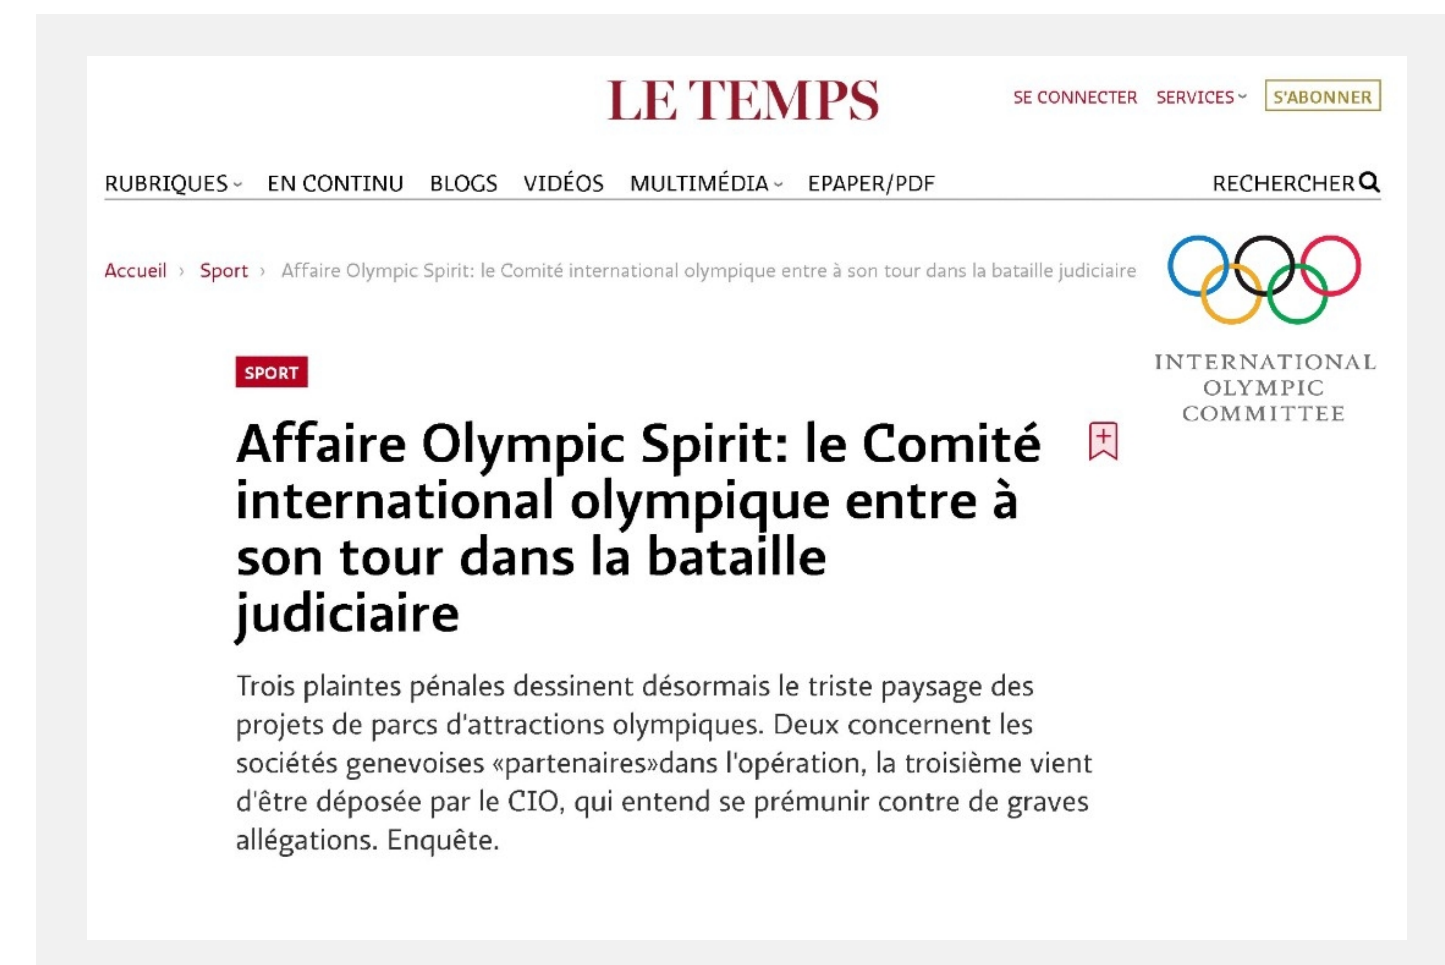 LE TEMPS
SE CONNECTER SERVICES S'ABONNER
RUBRIQUES EN CONTINU BLOGS VIDÉOS MULTIMÉDIA EPAPER/PDF RECHERCHER
Accueil › Sport › Affaire Olympic Spirit: le Comité international olympique entre à son tour dans la bataille judiciaire
INTERNATIONAL
OLYMPIC
COMMITTEE
SPORT
Affaire Olympic Spirit: le Comité
international olympique entre à
son tour dans la bataille
judiciaire
Trois plaintes pénales dessinent désormais le triste paysage des
projets de parcs d'attractions olympiques. Deux concernent les
sociétés genevoises «partenaires»dans l'opération, la troisième vient
d'être déposée par le CIO, qui entend se prémunir contre de graves
allégations. Enquête.